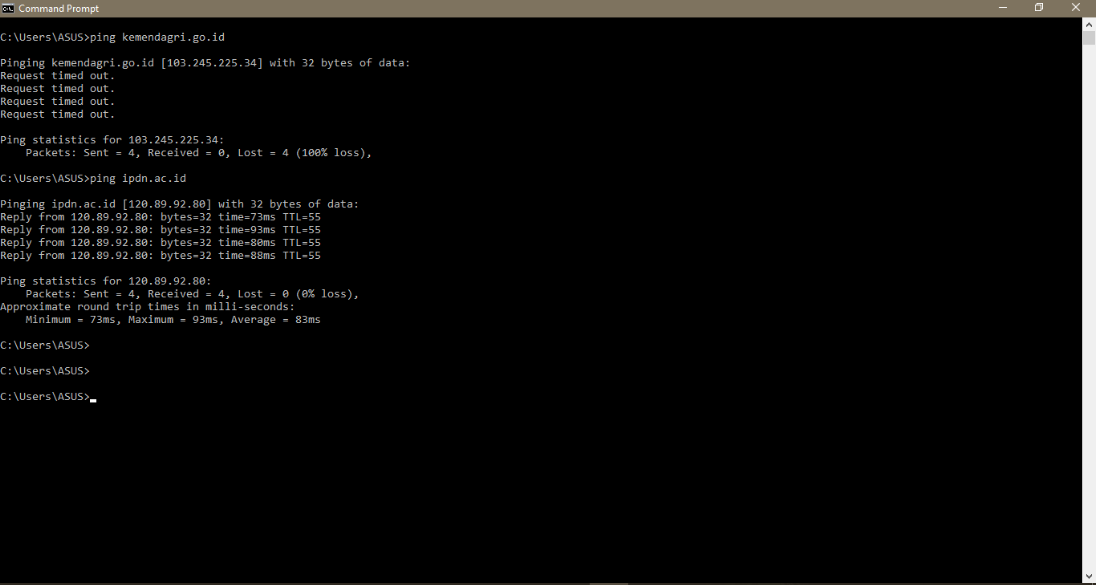 Command Prompt
C:\Users\ASUS>ping kemendagri.go.id
Pinging kemendagri.go.id [103.245.225.34] with 32 bytes of data:
Request timed out.
Request timed out.
Request timed out.
Request timed out.
Ping statistics for 103.245.225.34:
    Packets: Sent = 4, Received = 0, Lost = 4 (100% loss),
C:\Users\ASUS>ping ipdn.ac.id
Pinging ipdn.ac.id [120.89.92.80] with 32 bytes of data:
Reply from 120.89.92.80: bytes=32 time=73ms TTL=55
Reply from 120.89.92.80: bytes=32 time=93ms TTL=55
Reply from 120.89.92.80: bytes=32 time=80ms TTL=55
Reply from 120.89.92.80: bytes=32 time=88ms TTL=55
Ping statistics for 120.89.92.80:
    Packets: Sent = 4, Received = 4, Lost = 0 (0% loss),
Approximate round trip times in milli-seconds:
    Minimum = 73ms, Maximum = 93ms, Average = 83ms
C:\Users\ASUS>
C:\Users\ASUS>
C:\Users\ASUS>